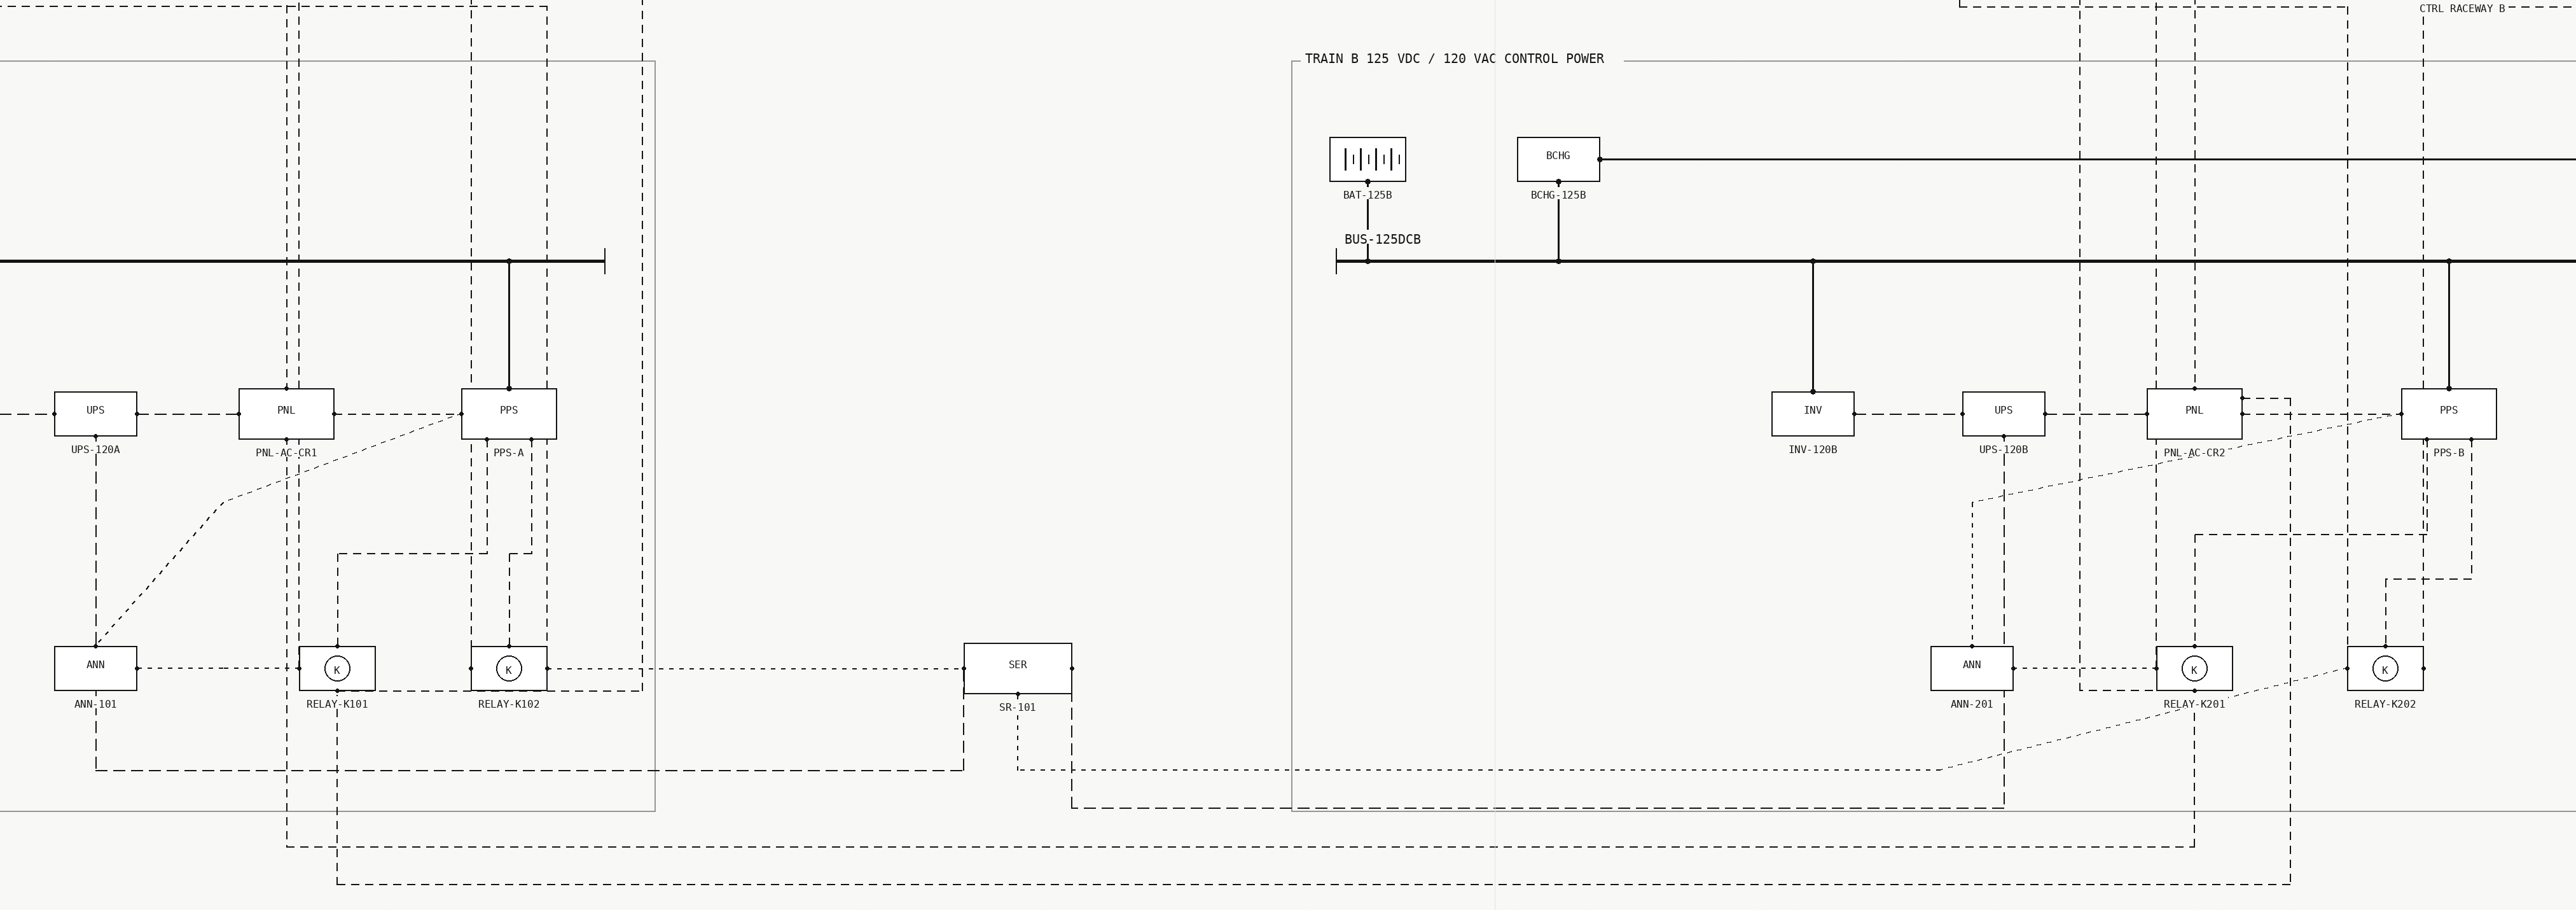 CTRL RACEWAY B
TRAIN B 125 VDC / 120 VAC CONTROL POWER
BCHG
BAT-125B
BCHG-125B
BUS-125DCB
UPS
PNL
PPS
INV
UPS
PNL
PPS
UPS-120A
PNL-AC-CR1
PPS-A
INV-120B
UPS-120B
PNL-AC-CR2
PPS-B
ANN
K
K
SER
ANN
K
K
ANN-101
RELAY-K101
RELAY-K102
SR-101
ANN-201
RELAY-K201
RELAY-K202